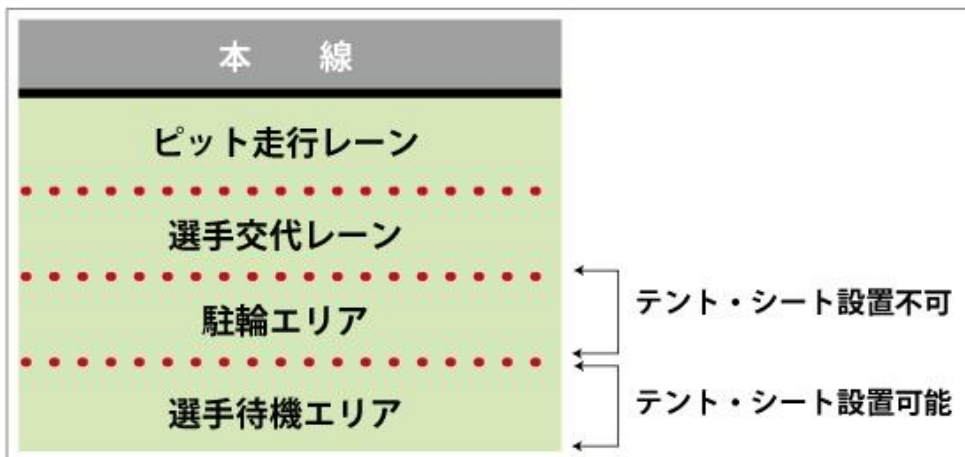 本　　線
ピット走行レーン
選手交代レーン
駐輪エリア
テント・シート設置不可
選手待機エリア
テント・シート設置可能